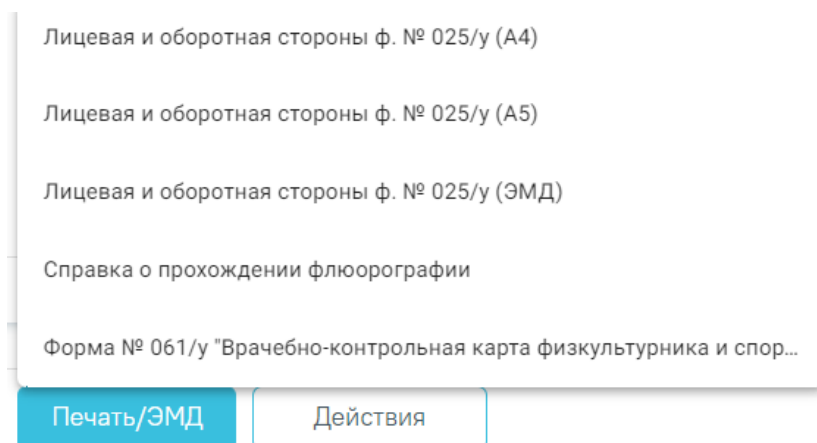 Лицевая и оборотная стороны ф. № 025/у (А4)
Лицевая и оборотная стороны ф. № 025/у (А5)
Лицевая и оборотная стороны ф. № 025/у (ЭМД)
Справка о прохождении флюорографии
Форма № 061/у "Врачебно-контрольная карта физкультурника и спор...
Печать/ЭМД Действия